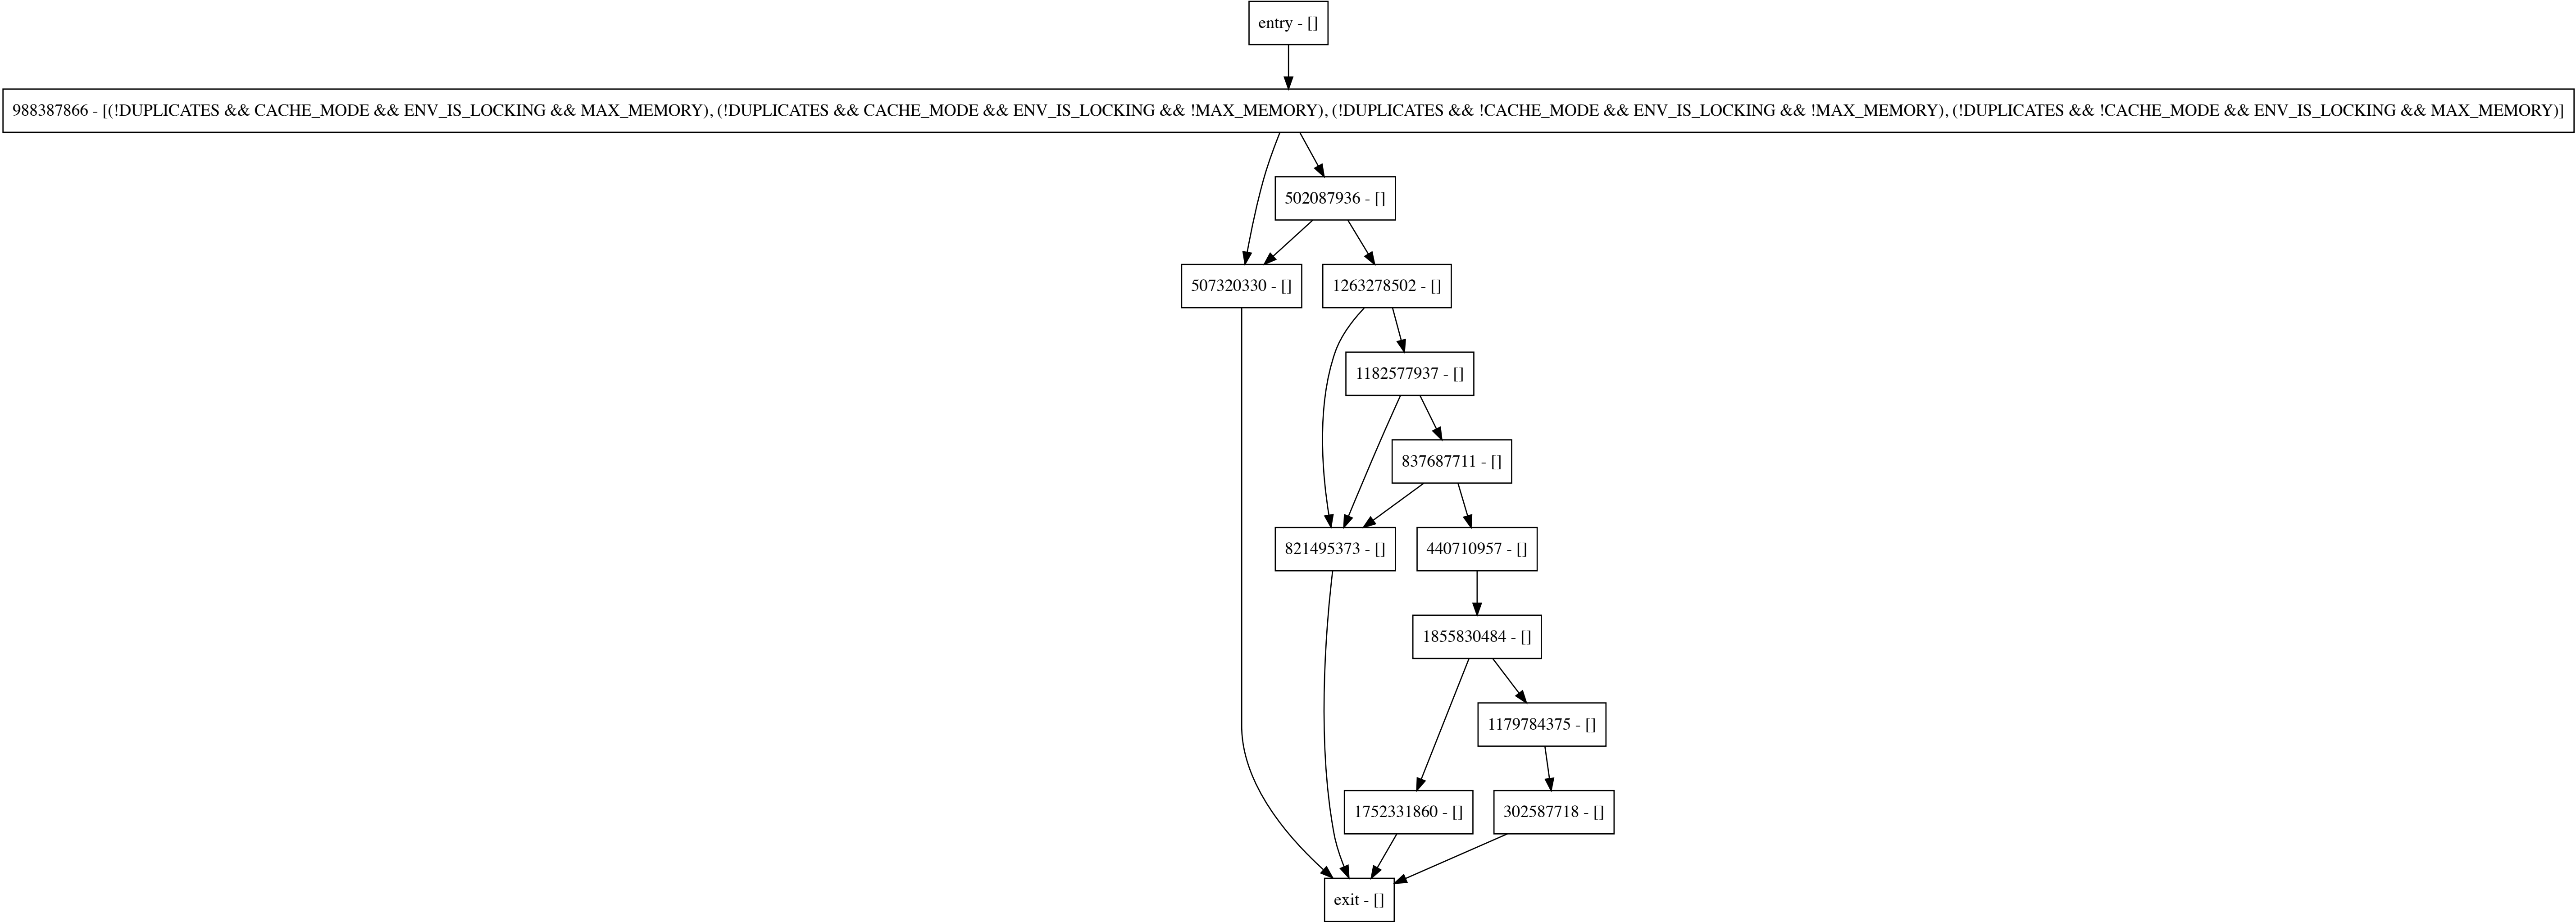 entry - []
988387866 - [(!DUPLICATES && CACHE_MODE && ENV_IS_LOCKING && MAX_MEMORY), (!DUPLICATES && CACHE_MODE && ENV_IS_LOCKING && !MAX_MEMORY), (!DUPLICATES && !CACHE_MODE && ENV_IS_LOCKING && !MAX_MEMORY), (!DUPLICATES && !CACHE_MODE && ENV_IS_LOCKING && MAX_MEMORY)]
502087936 - []
507320330 - []
1263278502 - []
1182577937 - []
837687711 - []
821495373 - []
440710957 - []
1855830484 - []
1179784375 - []
1752331860 - []
302587718 - []
exit - []